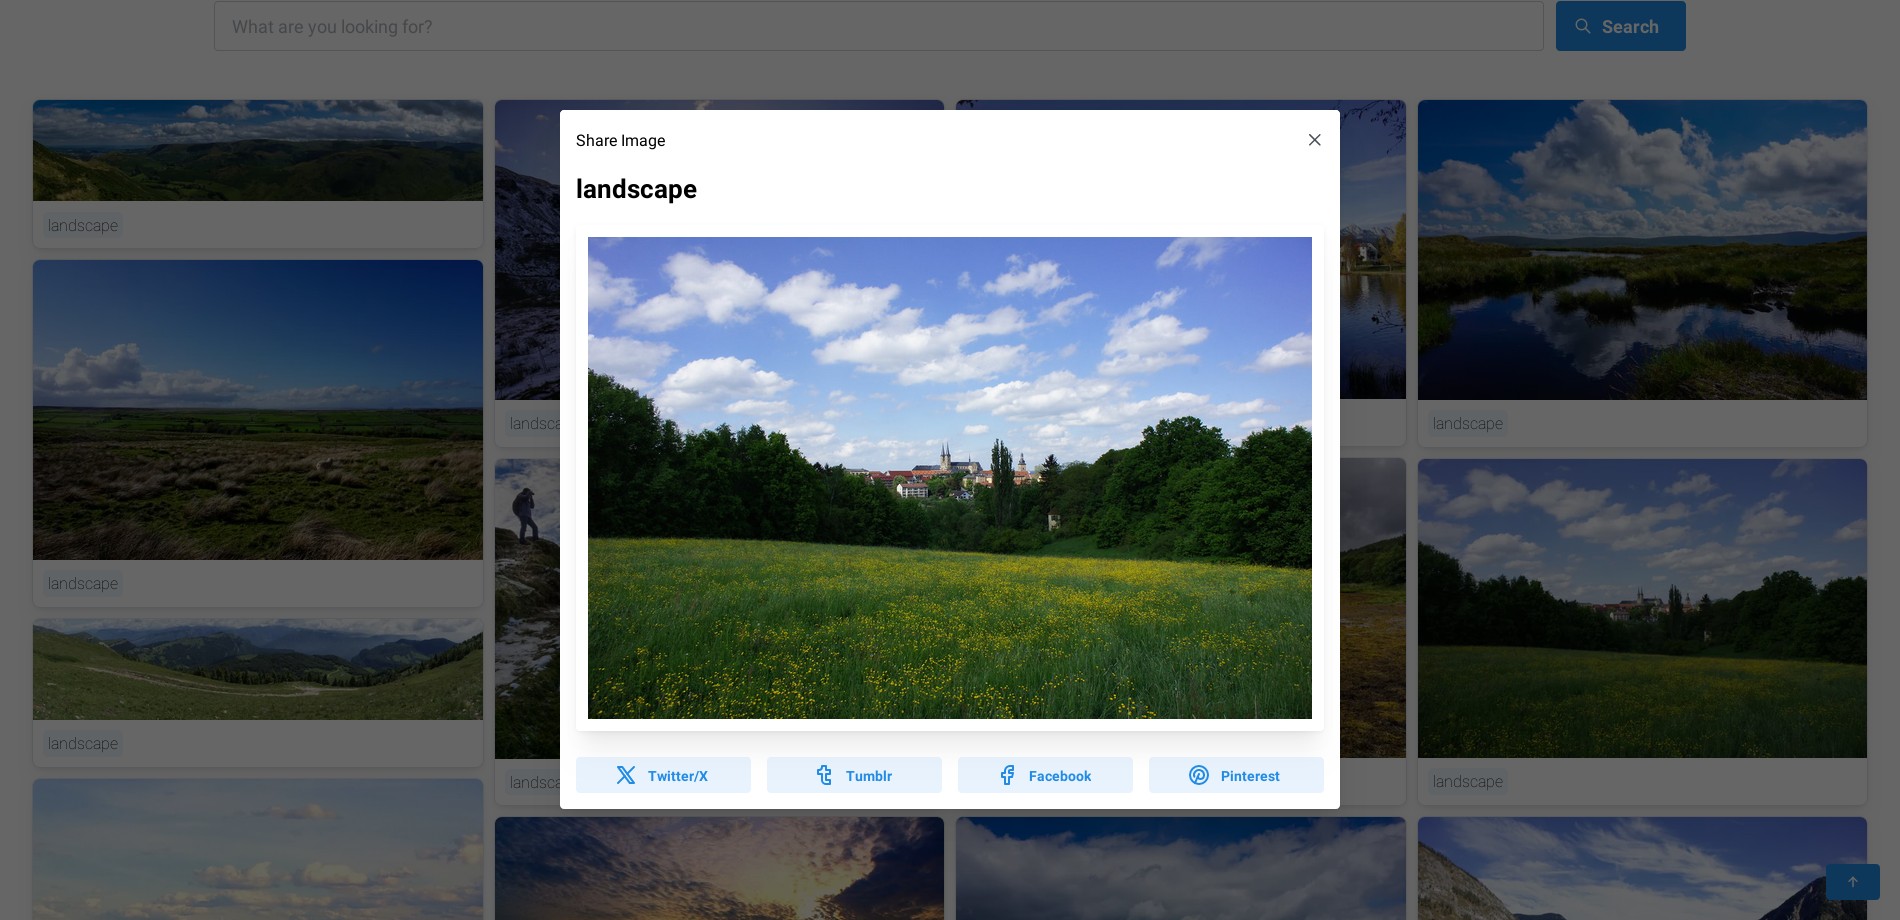 What are you looking for?
Search
Share Image
landscape
Twitter/X
Tumblr
Facebook
Pinterest
landscape
landscape
landscape
landsca
landsca
landscape
landscape